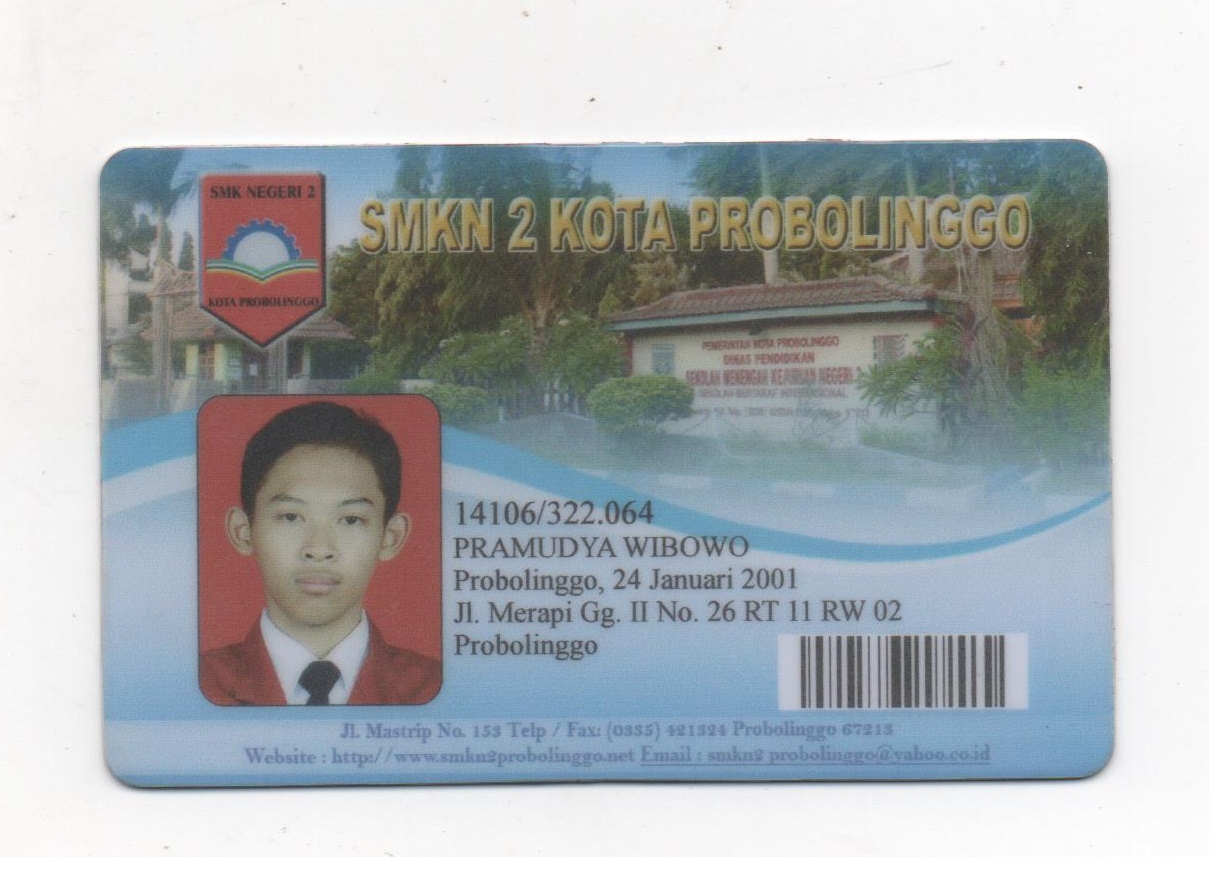 SMK NEGERI 2
KOTA PROBOLINGGO
SMKN 2 KOTA PROBOLINGGO
PEMERINTAH KOTA PROBOLINGGO
DINAS PENDIDIKAN
SEKOLAH MENENGAH KEJURUAN NEGERI 2
SEKOLAH BERTARAF INTERNASIONAL
14106/322.064
PRAMUDYA WIBOWO
Probolinggo, 24 Januari 2001
Jl. Merapi Gg. II No. 26 RT 11 RW 02
Probolinggo
Jl. Mastrip No. 153 Telp / Fax: (0335) 421324 Probolinggo 67213
Website : http://www.smkn2probolinggo.net Email : smkn2 probolinggo@yahoo.co.id